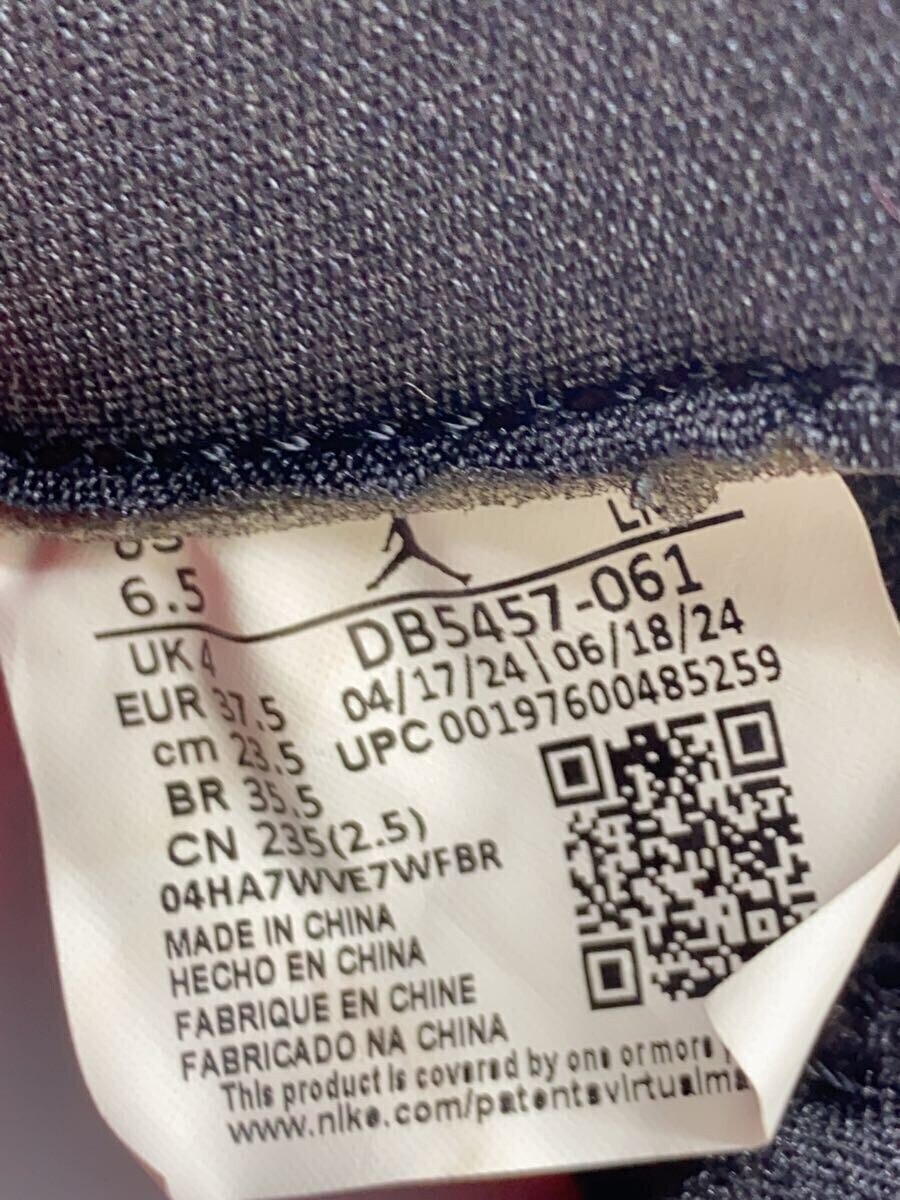 US
6.5
UK 4
EUR 37.5
cm 23.5
BR 35.5
CN 235(2.5)
DB5457-061
04/17/24\06/18/24
UPC 00197600485259
04HA7WVE7WFBR
MADE IN CHINA
HECHO EN CHINA
FABRIQUE EN CHINE
FABRICADO NA CHINA
This product is covered by one or more
www.nike.com/patentsvirtualma